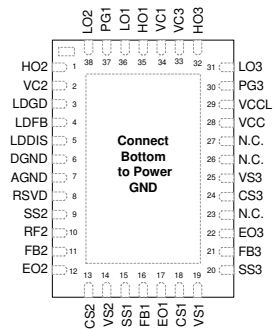 LO2 PG1 LO1 HO1 VC1 VC3 HO3
38 37 36 35 34 33 32
HO2 1
VC2 2
LDGD 3
LDFB 4
LDDIS 5
DGND 6
AGND 7
RSVD 8
SS2 9
RF2 10
FB2 11
EO2 12
Connect
Bottom
to Power
GND
31 LO3
30 PG3
29 VCCL
28 VCC
27 N.C.
26 N.C.
25 VS3
24 CS3
23 N.C.
22 EO3
21 FB3
20 SS3
13 14 15 16 17 18 19
CS2 VS2 SS1 FB1 EO1 CS1 VS1